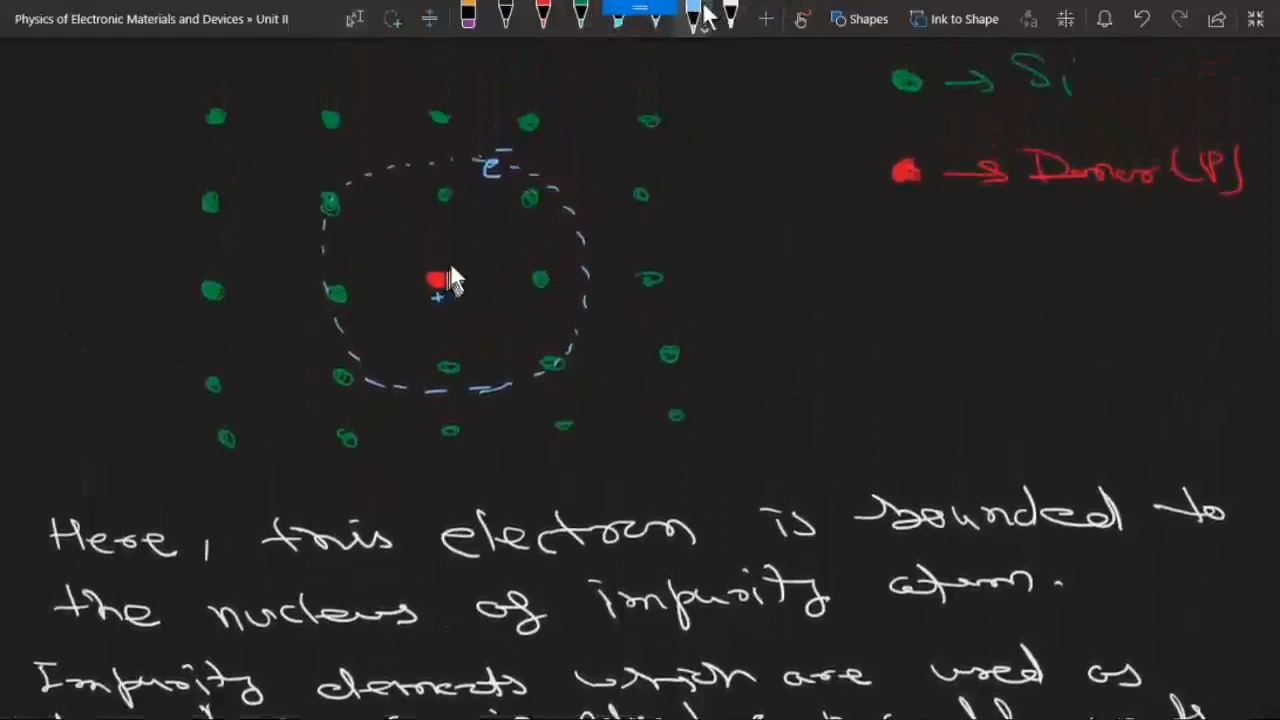 Physics of Electronic Materials and Devices » Unit II
Shapes
Ink to Shape
→ Si
e-
→ Donor (P)
+
Here, this electron is bounded to
the nucleus of impurity atom.
Impurity elements which are used as